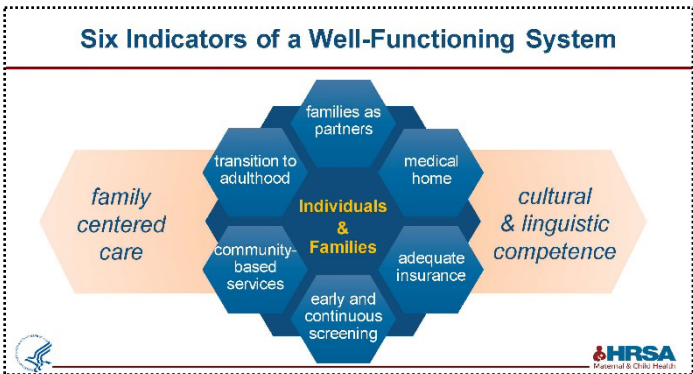 Six Indicators of a Well-Functioning System
families as
partners
transition to
adulthood
medical
home
family
centered
care
Individuals
&
Families
cultural
& linguistic
competence
community-
based
services
adequate
insurance
early and
continuous
screening
HRSA
Maternal & Child Health